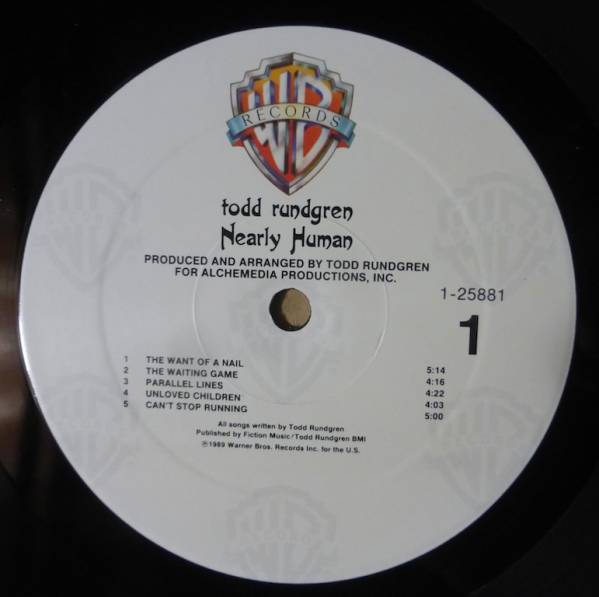 WB
RECORDS
todd rundgren
Nearly Human
PRODUCED AND ARRANGED BY TODD RUNDGREN
FOR ALCHEMEDIA PRODUCTIONS, INC.
1-25881
1
1 THE WANT OF A NAIL 5:14
2 THE WAITING GAME 4:16
3 PARALLEL LINES 4:22
4 UNLOVED CHILDREN 4:03
5 CAN'T STOP RUNNING 5:00
All songs written by Todd Rundgren
Published by Fiction Music/Todd Rundgren BMI
℗1989 Warner Bros. Records Inc. for the U.S.